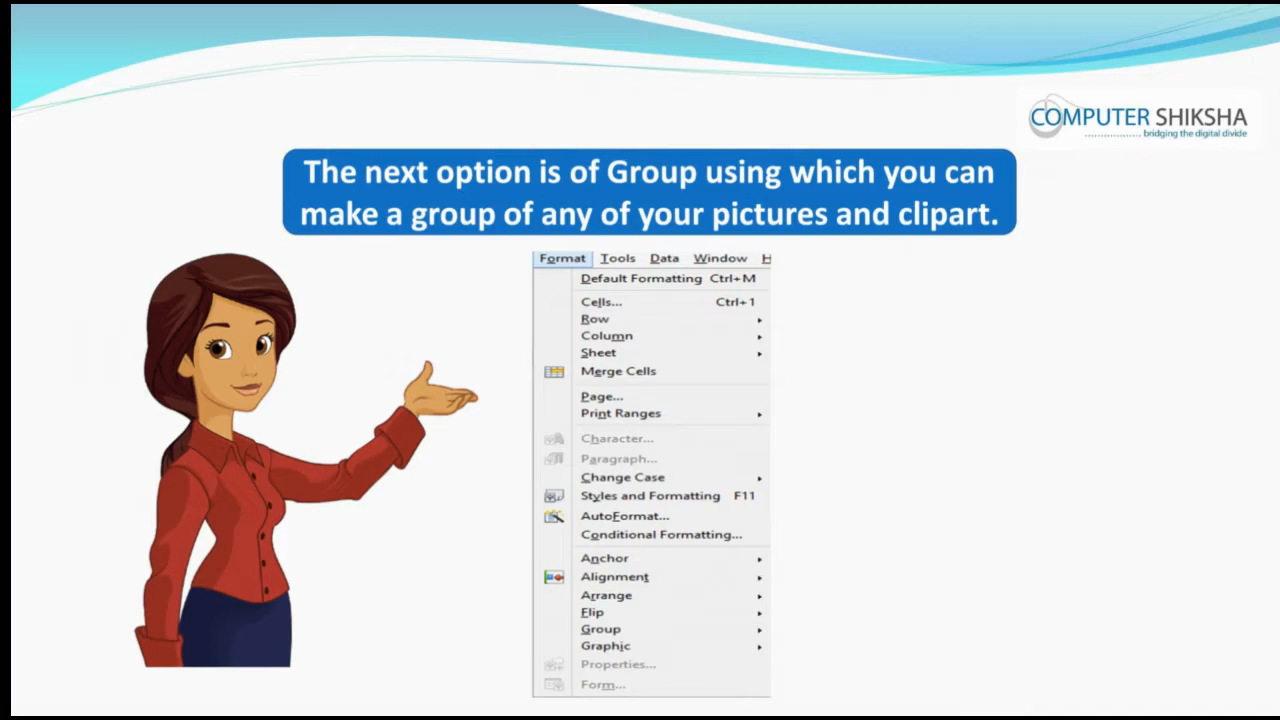 COMPUTER SHIKSHA
bridging the digital divide
The next option is of Group using which you can
make a group of any of your pictures and clipart.
Format Tools Data Window H
Default Formatting Ctrl+M
Cells... Ctrl+1
Row
Column
Sheet
Merge Cells
Page...
Print Ranges
Character...
Paragraph...
Change Case
Styles and Formatting F11
AutoFormat...
Conditional Formatting...
Anchor
Alignment
Arrange
Flip
Group
Graphic
Properties...
Form...